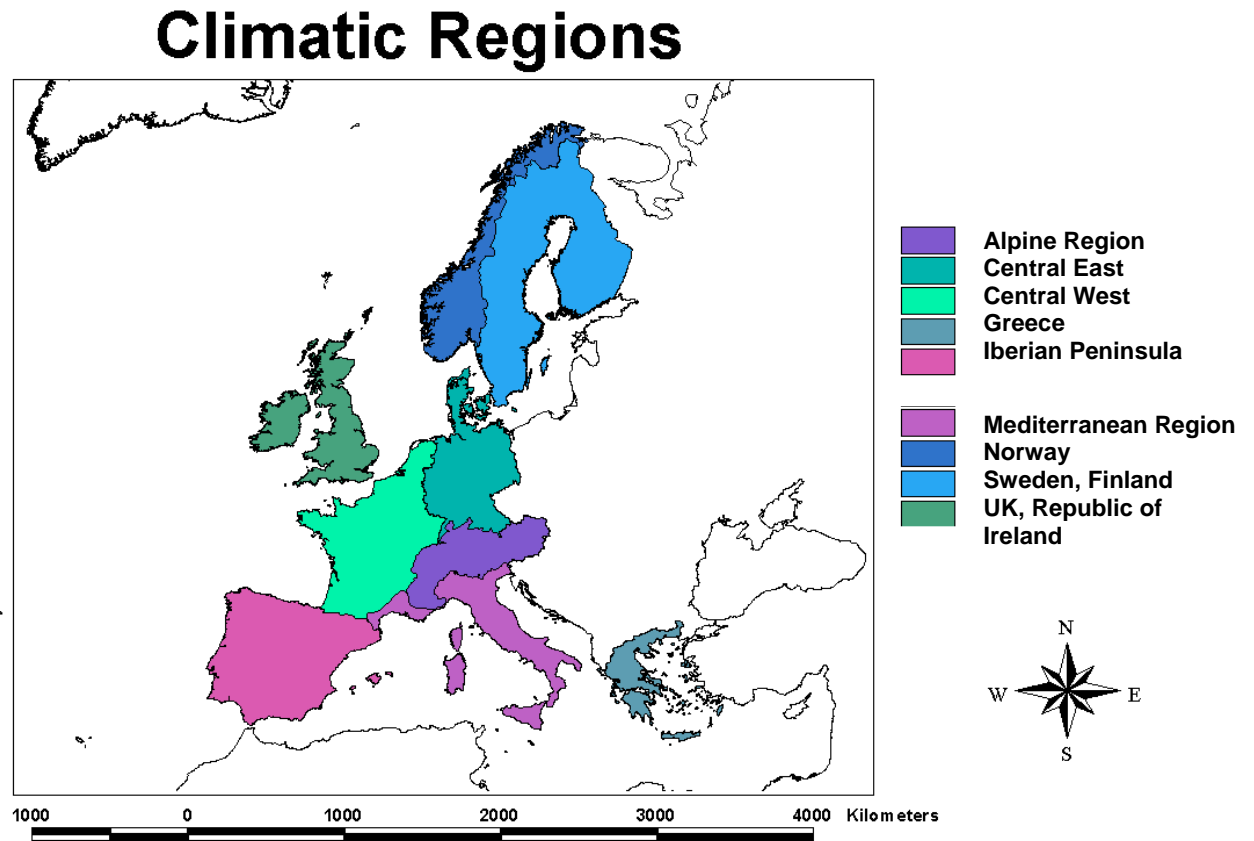 Climatic Regions
Alpine Region
Central East
Central West
Greece
Iberian Peninsula
Mediterranean Region
Norway
Sweden, Finland
UK, Republic of
Ireland
N
W E
S
1000 0 1000 2000 3000 4000 Kilometers